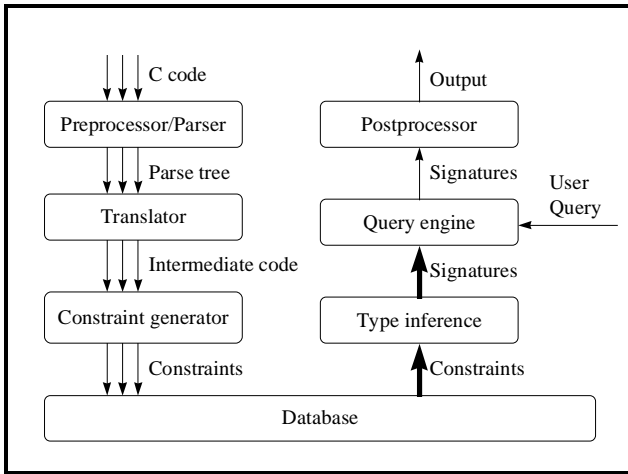 C code
Preprocessor/Parser
Parse tree
Translator
Intermediate code
Constraint generator
Constraints
Output
Postprocessor
Signatures
User
Query
Query engine
Signatures
Type inference
Constraints
Database